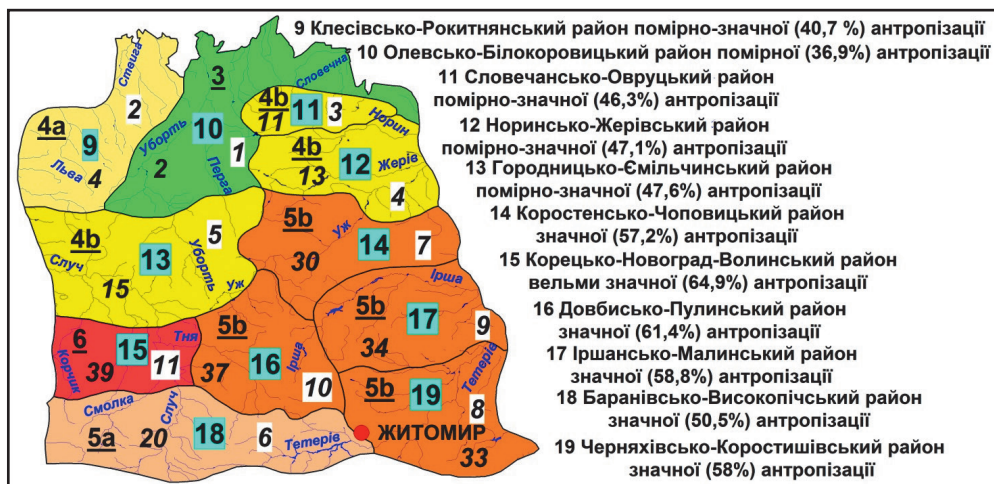 9 Клесівсько-Рокитнянський район помірно-значної (40,7 %) антропізації
10 Олевсько-Білокоровицький район помірної (36,9%) антропізації
11 Словечансько-Овруцький район
помірно-значної (46,3%) антропізації
12 Норинсько-Жерівський район
помірно-значної (47,1%) антропізації
13 Городницько-Ємільчинський район
помірно-значної (47,6%) антропізації
14 Коростенсько-Чоповицький район
значної (57,2%) антропізації
15 Корецько-Новоград-Волинський район
вельми значної (64,9%) антропізації
16 Довбисько-Пулинський район
значної (61,4%) антропізації
17 Іршансько-Малинський район
значної (58,8%) антропізації
18 Баранівсько-Високопічський район
значної (50,5%) антропізації
19 Черняхівсько-Коростишівський район
значної (58%) антропізації
Ствига
2
4а
9
Льва
4
3
Словечна
10
Уборть
2
Перга
1
4b
11
11
3
Норин
4b
12
Жерів
13
4
4b
5
13
Случ
Уборть
15
Уж
5b
Уж
14
7
30
Ірша
5b
17
9
34
6
15
Тня
Корчик
39
11
5b
16
Ірша
37
10
5b
19
Тетерів
8
33
Смолка
Случ
5а
20
18
6
Тетерів
ЖИТОМИР